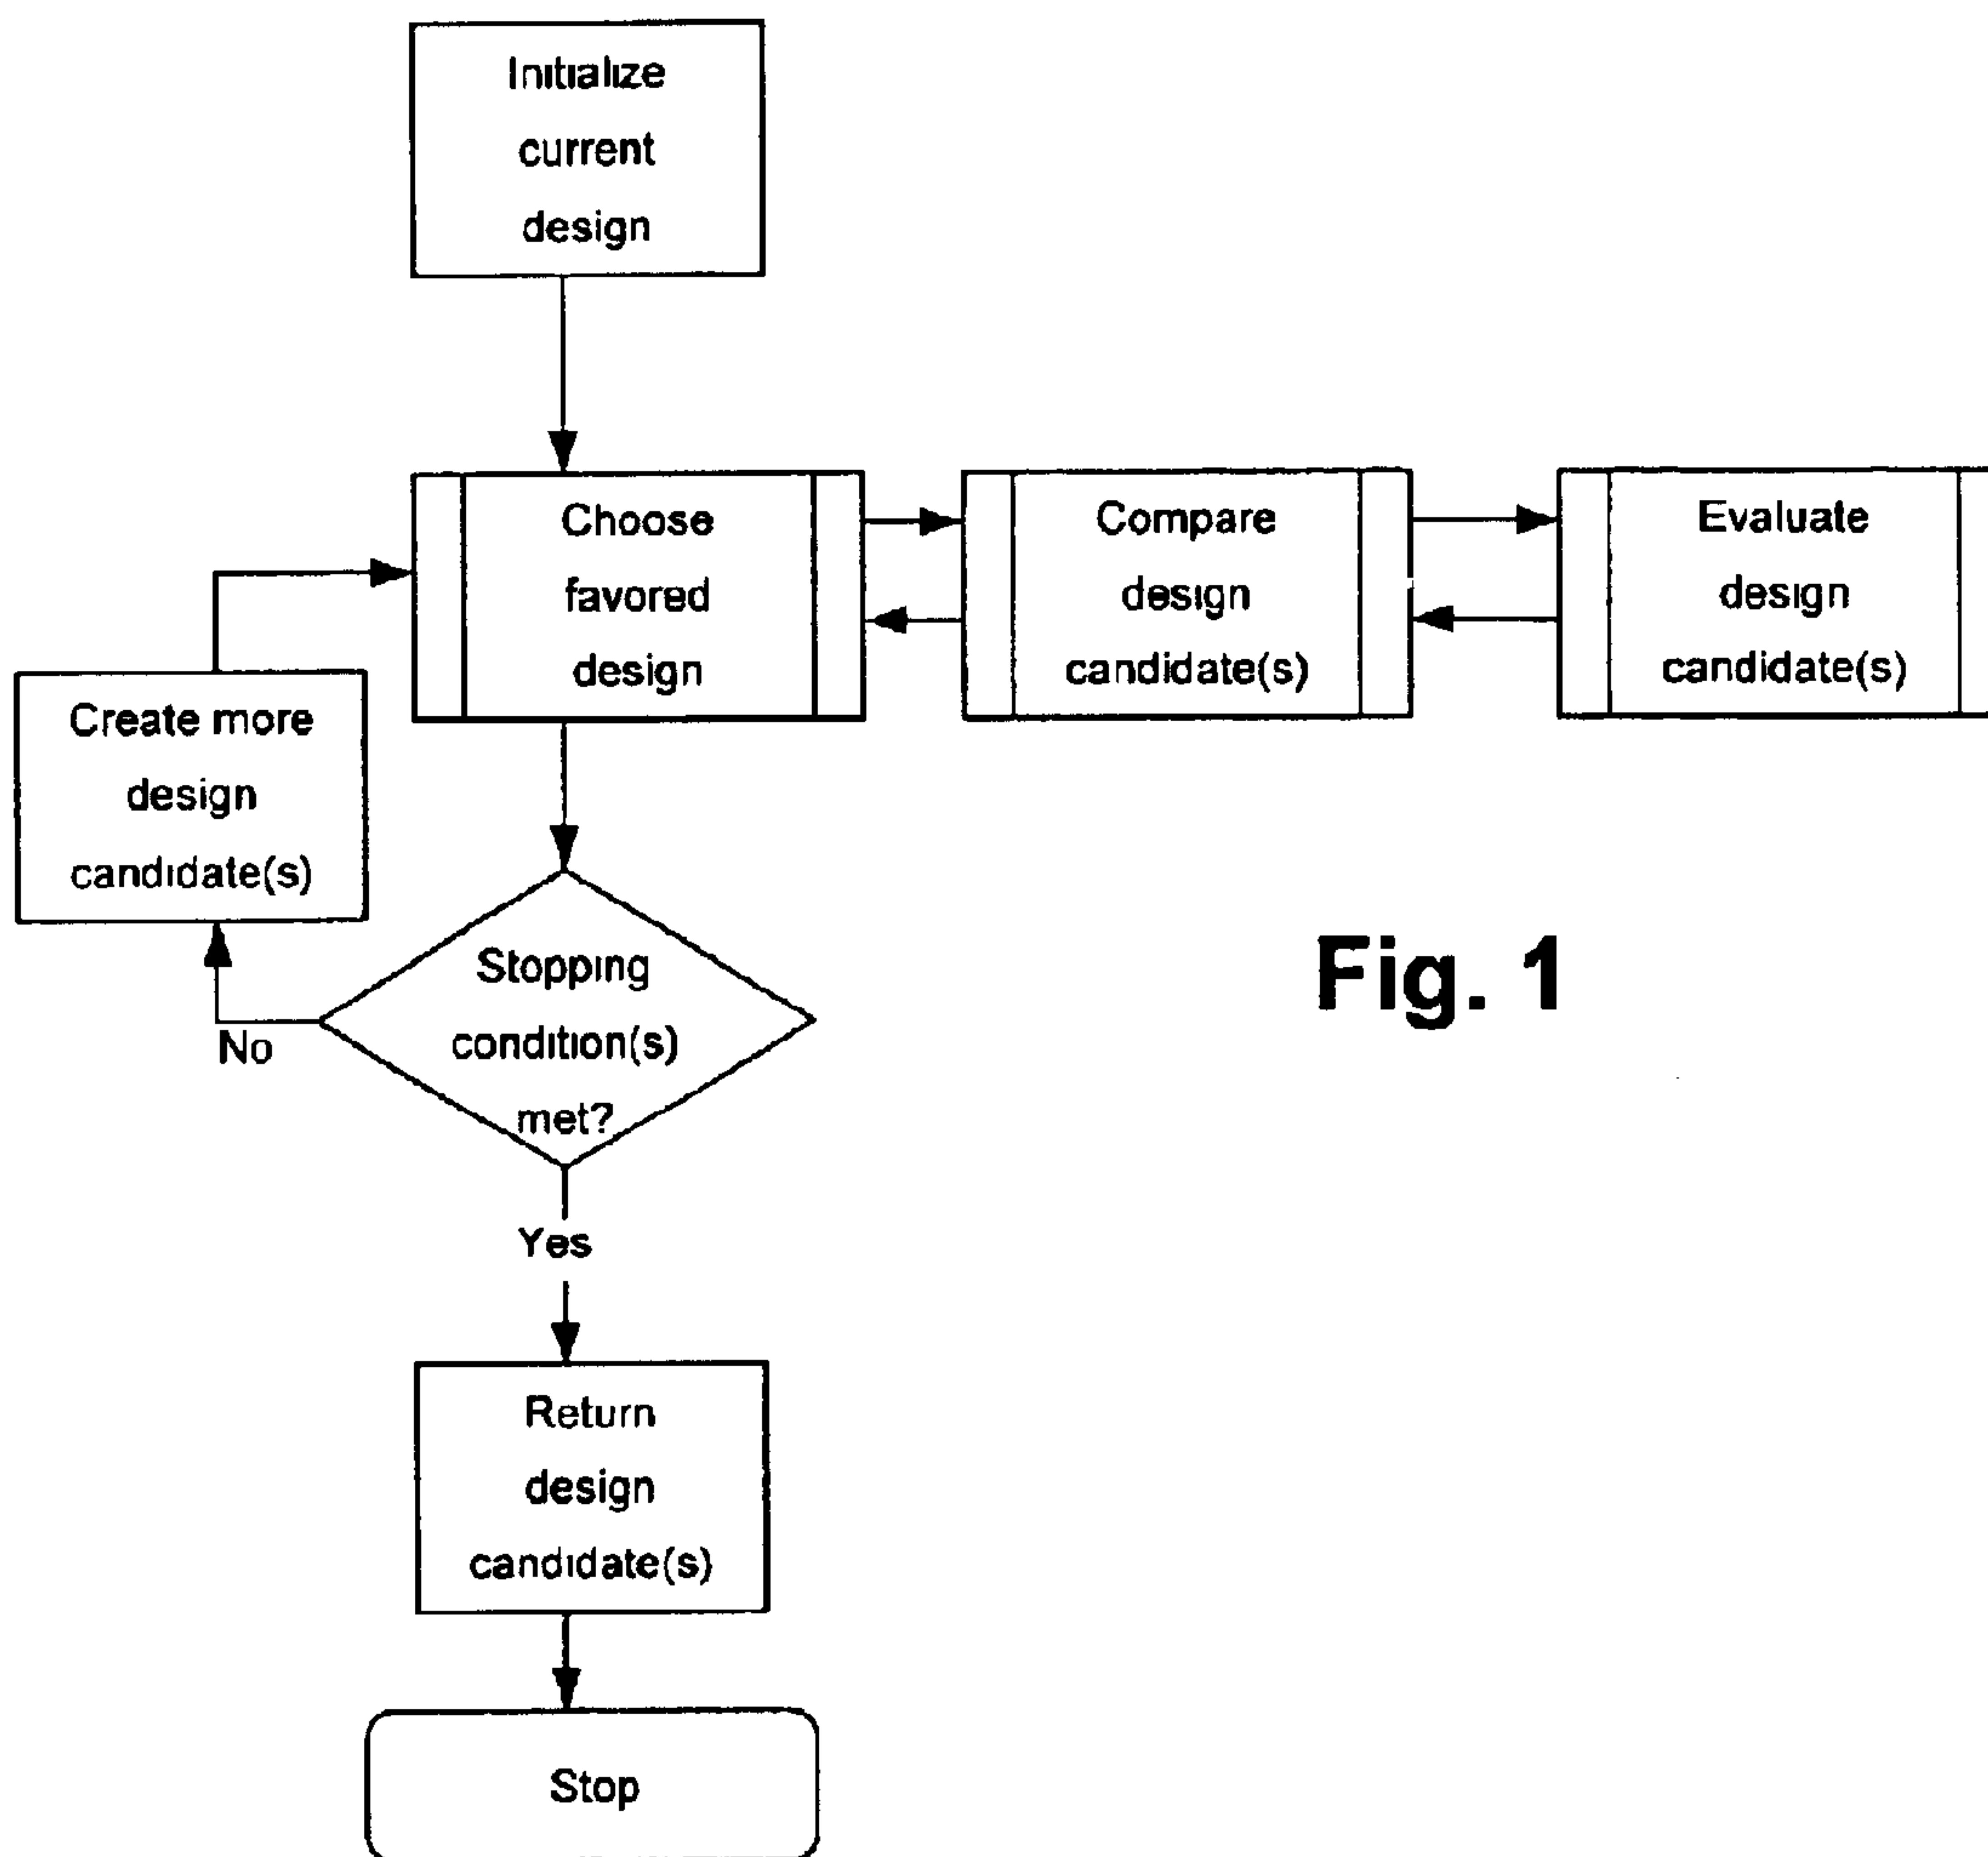 Initialize
current
design
Choose
favored
design
Compare
design
candidate(s)
Evaluate
design
candidate(s)
Create more
design
candidate(s)
Stopping
condition(s)
met?
No
Yes
Return
design
candidate(s)
Stop
Fig. 1